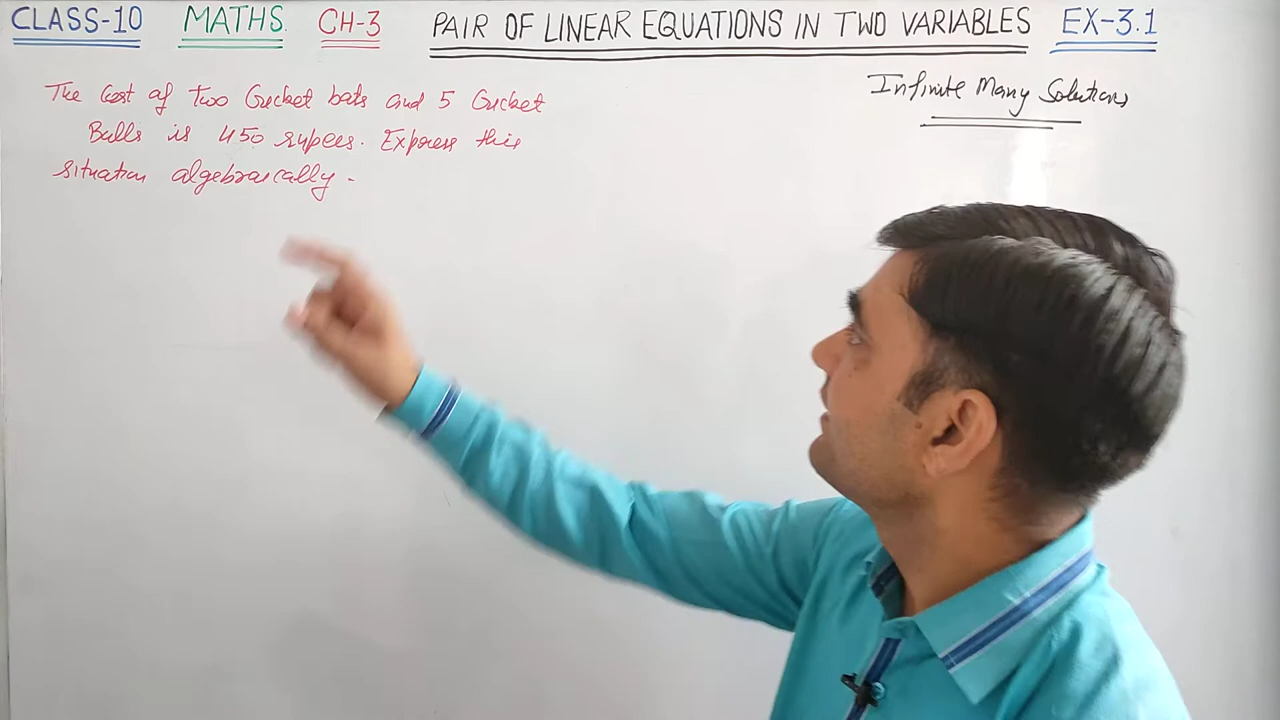 CLASS-10 MATHS CH-3 PAIR OF LINEAR EQUATIONS IN TWO VARIABLES EX-3.1
Infinite Many Solutions
The Cost of Two Cricket bats and 5 Cricket
Balls is 450 rupees. Express this
situation algebraically.